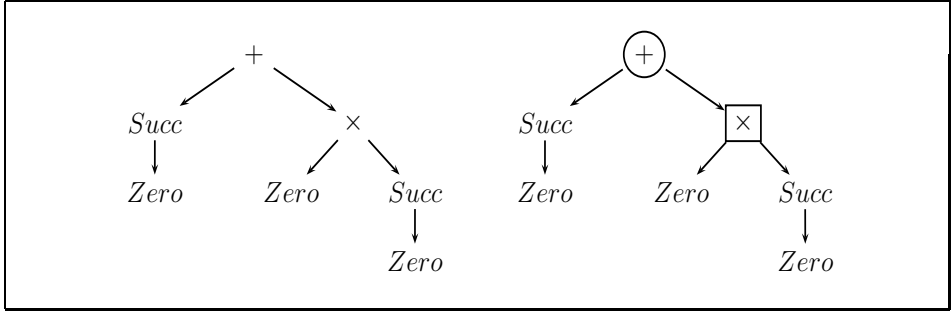 + +
Succ × Succ ×
Zero Zero Succ Zero Zero Succ
Zero Zero